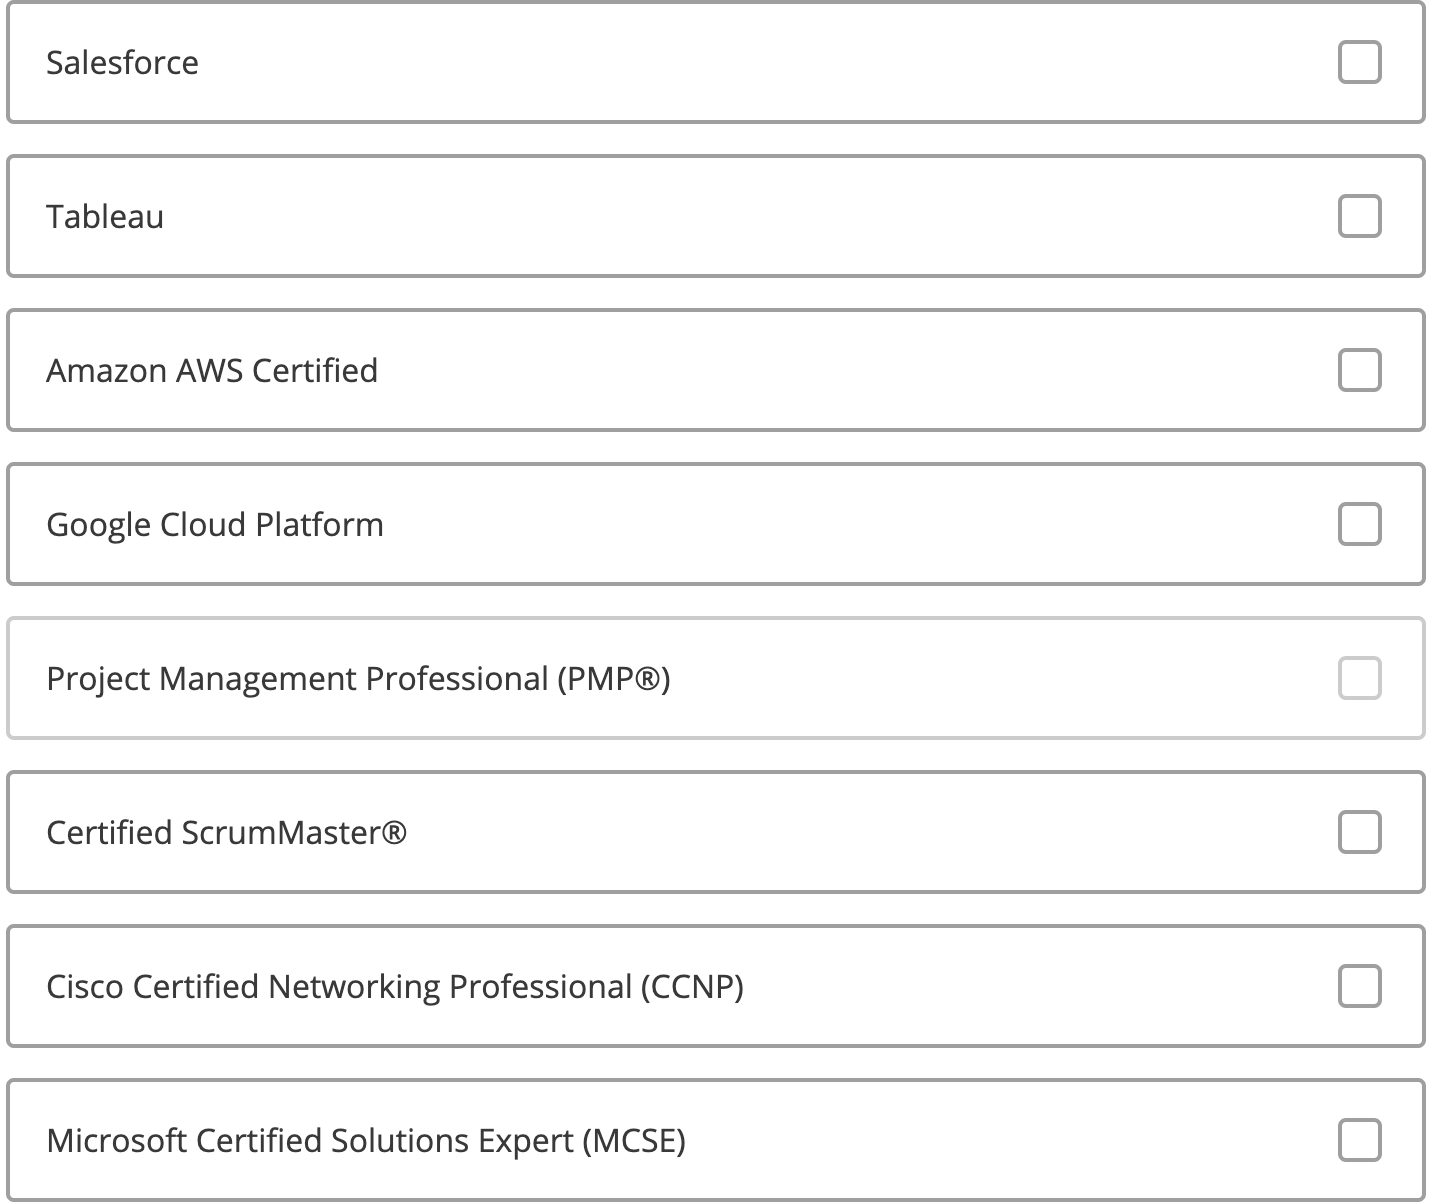 Salesforce
Tableau
Amazon AWS Certified
Google Cloud Platform
Project Management Professional (PMP®)
Certified ScrumMaster®
Cisco Certified Networking Professional (CCNP)
Microsoft Certified Solutions Expert (MCSE)